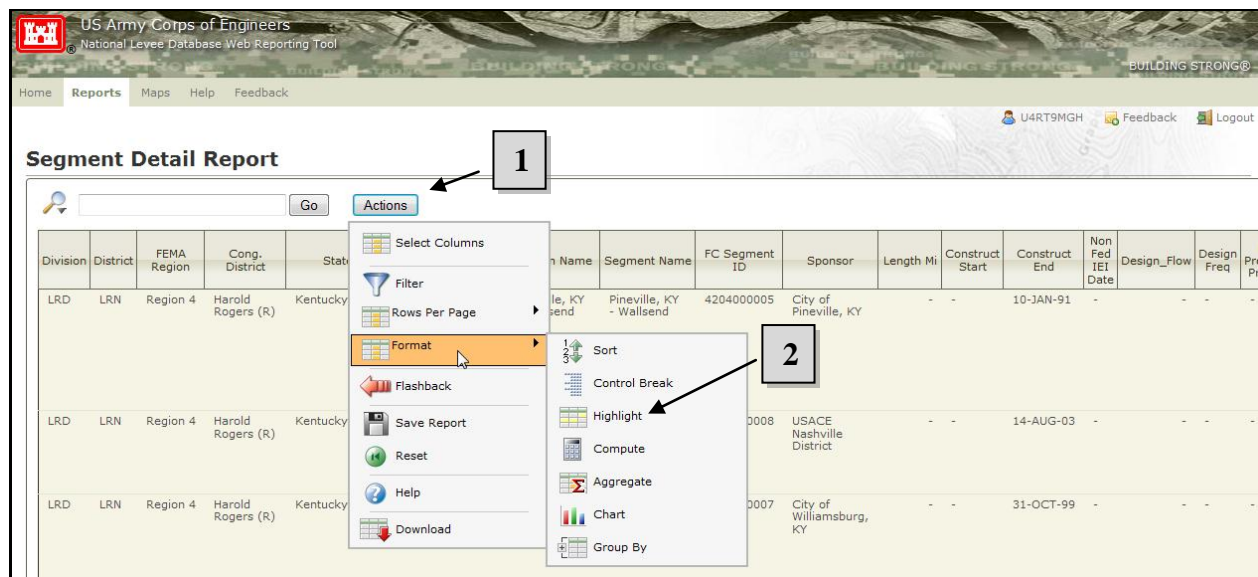 US Army Corps of Engineers
® National Levee Database Web Reporting Tool
BUILDING STRONG®
Home Reports Maps Help Feedback
U4RT9MGH Feedback Logout
Segment Detail Report
1
Go Actions
Division District FEMA Region Cong. District State n Name Segment Name FC Segment ID Sponsor Length Mi Construct Start Construct End Non Fed IEI Date Design_Flow Design Freq
LRD LRN Region 4 Harold Rogers (R) Kentucky le, KY send Pineville, KY - Wallsend 4204000005 City of Pineville, KY - - 10-JAN-91 - - - -
Select Columns
Filter
Rows Per Page
Format
Flashback
Save Report
Reset
Help
Download
2
Sort
Control Break
Highlight
Compute
Aggregate
Chart
Group By
LRD LRN Region 4 Harold Rogers (R) Kentucky 0008 USACE Nashville District - - 14-AUG-03 - - - -
LRD LRN Region 4 Harold Rogers (R) Kentucky 0007 City of Williamsburg, KY - - 31-OCT-99 - - - -